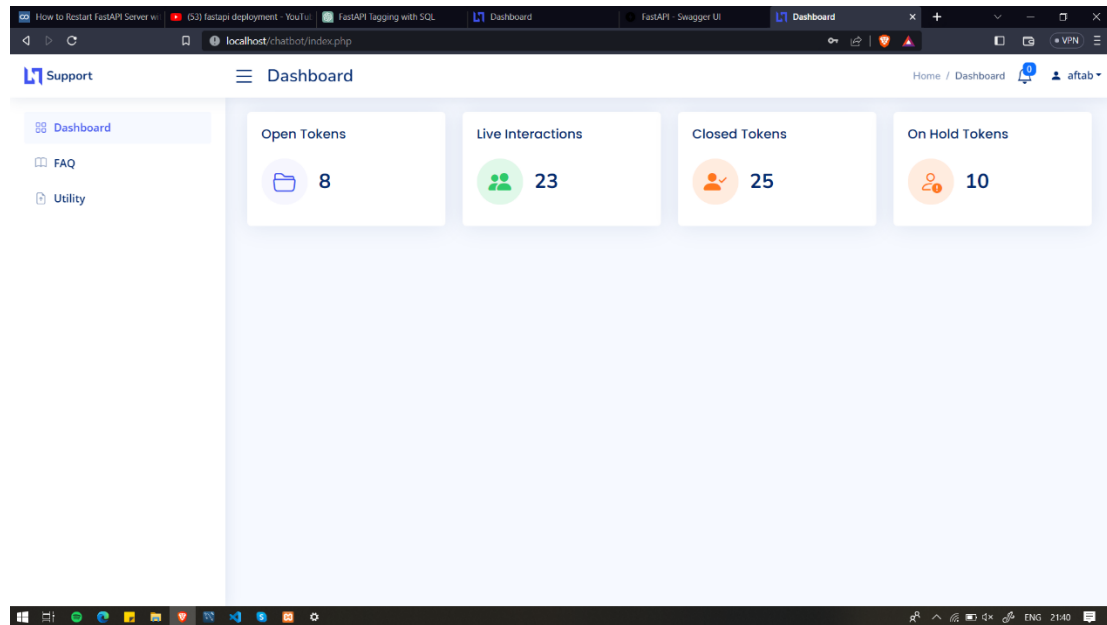 How to Restart FastAPI Server wi
(53) fastapi deployment - YouTub
FastAPI Tagging with SQL
Dashboard
FastAPI - Swagger UI
Dashboard
localhost/chatbot/index.php
VPN
Support
Dashboard
Home / Dashboard
0
aftab
Dashboard
FAQ
Utility
Open Tokens
8
Live Interactions
23
Closed Tokens
25
On Hold Tokens
10
ENG
21:40